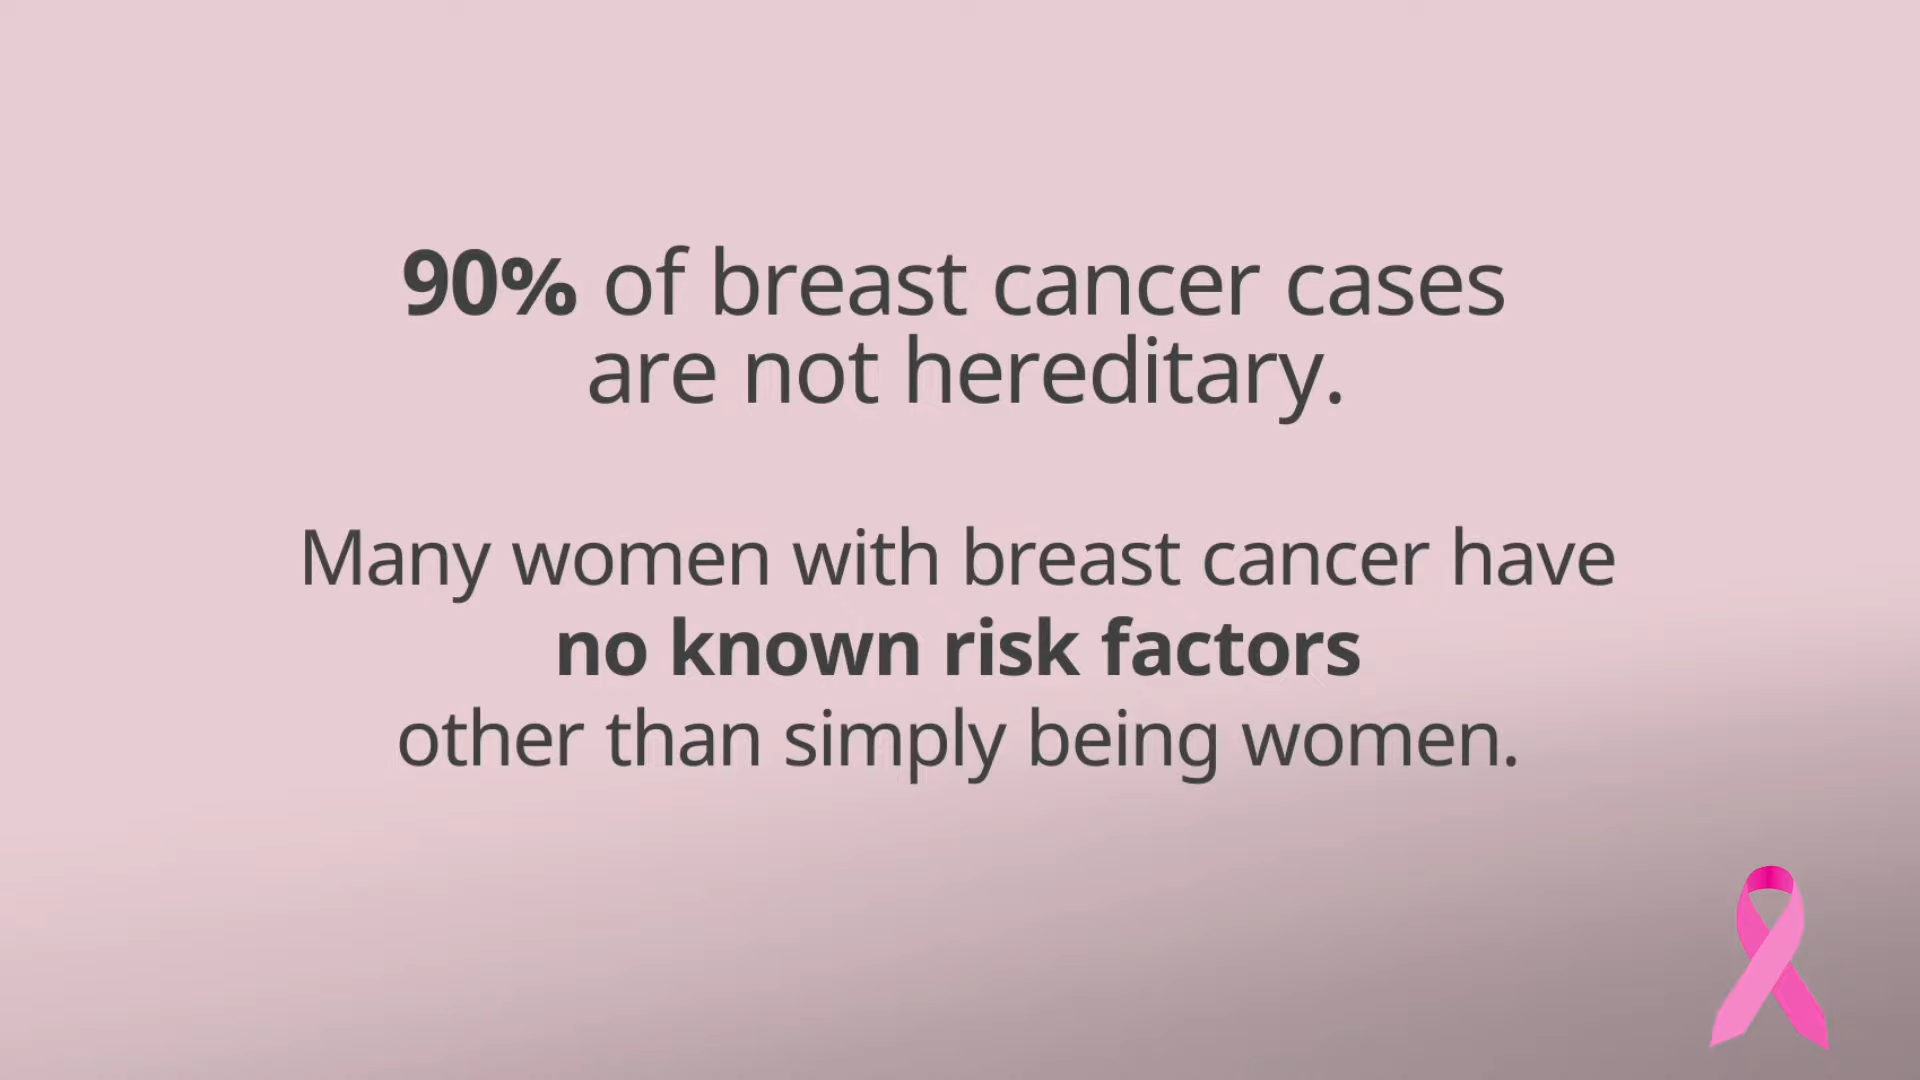 90% of breast cancer cases
are not hereditary.
Many women with breast cancer have
no known risk factors
other than simply being women.